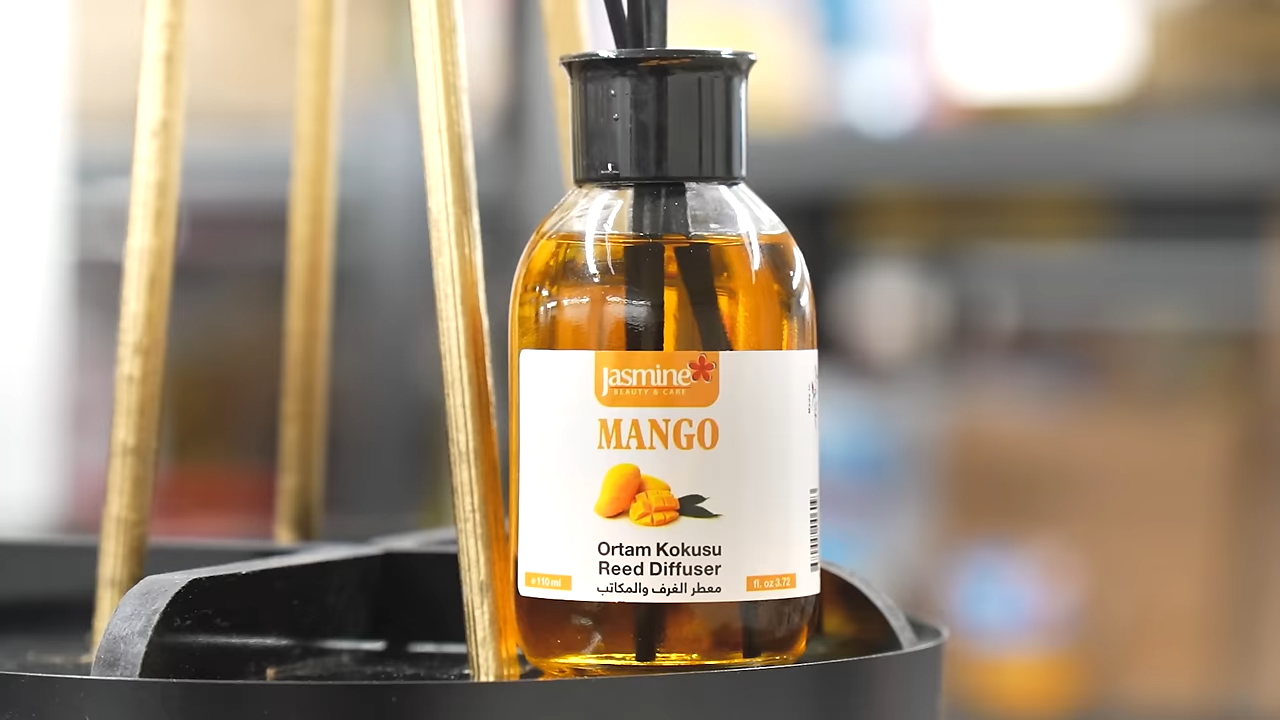 Jasmine
BEAUTY & CARE
MANGO
Ortam Kokusu
Reed Diffuser
معطر الغرف والمكاتب
e 110 ml
fl. oz 3.72